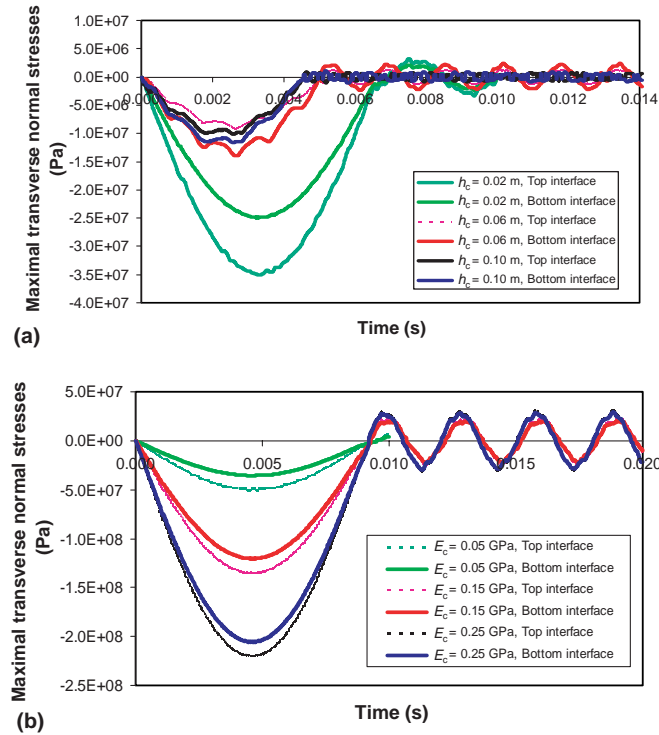 1.0E+07
5.0E+06
0.0E+00
-5.0E+06
-1.0E+07
-1.5E+07
-2.0E+07
-2.5E+07
-3.0E+07
-3.5E+07
-4.0E+07
Maximal transverse normal stresses
(Pa)
0.000 0.002 0.004 0.006 0.008 0.010 0.012 0.014
hc = 0.02 m, Top interface
hc = 0.02 m, Bottom interface
hc = 0.06 m, Top interface
hc = 0.06 m, Bottom interface
hc = 0.10 m, Top interface
hc = 0.10 m, Bottom interface
Time (s)
(a)
5.0E+07
0.0E+00
-5.0E+07
-1.0E+08
-1.5E+08
-2.0E+08
-2.5E+08
Maximal transverse normal stresses
(Pa)
0.000 0.005 0.010 0.015 0.020
Ec = 0.05 GPa, Top interface
Ec = 0.05 GPa, Bottom interface
Ec = 0.15 GPa, Top interface
Ec = 0.15 GPa, Bottom interface
Ec = 0.25 GPa, Top interface
Ec = 0.25 GPa, Bottom interface
Time (s)
(b)